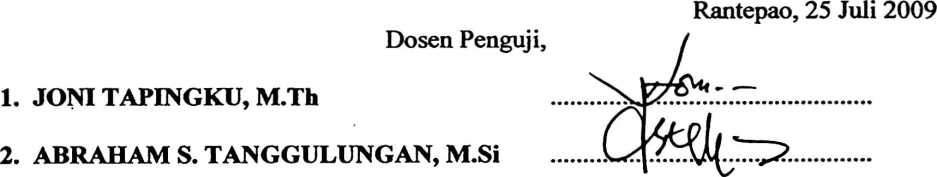 Rantepao, 25 Juli 2009
Dosen Penguji,
1. JONI TAPINGKU, M.Th ..........................................
2. ABRAHAM S. TANGGULUNGAN, M.Si ..........................................